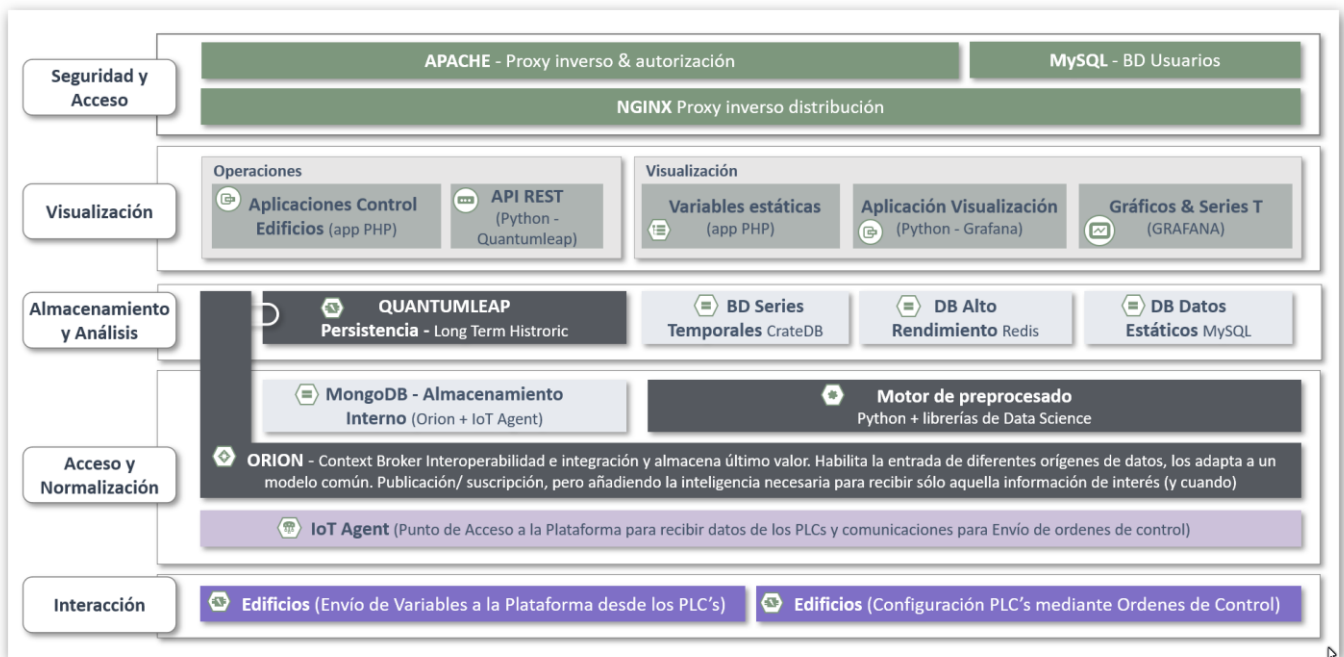 Seguridad y
Acceso
APACHE - Proxy inverso & autorización
MySQL - BD Usuarios
NGINX Proxy inverso distribución
Visualización
Operaciones
Aplicaciones Control
Edificios (app PHP)
API REST
(Python -
Quantumleap)
Visualización
Variables estáticas
(app PHP)
Aplicación Visualización
(Python - Grafana)
Gráficos & Series T
(GRAFANA)
Almacenamiento
y Análisis
QUANTUMLEAP
Persistencia - Long Term Histroric
BD Series
Temporales CrateDB
DB Alto
Rendimiento Redis
DB Datos
Estáticos MySQL
Acceso y
Normalización
MongoDB - Almacenamiento
Interno (Orion + IoT Agent)
Motor de preprocesado
Python + librerías de Data Science
ORION - Context Broker Interoperabilidad e integración y almacena último valor. Habilita la entrada de diferentes orígenes de datos, los adapta a un
modelo común. Publicación/ suscripción, pero añadiendo la inteligencia necesaria para recibir sólo aquella información de interés (y cuando)
IoT Agent (Punto de Acceso a la Plataforma para recibir datos de los PLCs y comunicaciones para Envío de ordenes de control)
Interacción
Edificios (Envío de Variables a la Plataforma desde los PLC's)
Edificios (Configuración PLC's mediante Ordenes de Control)